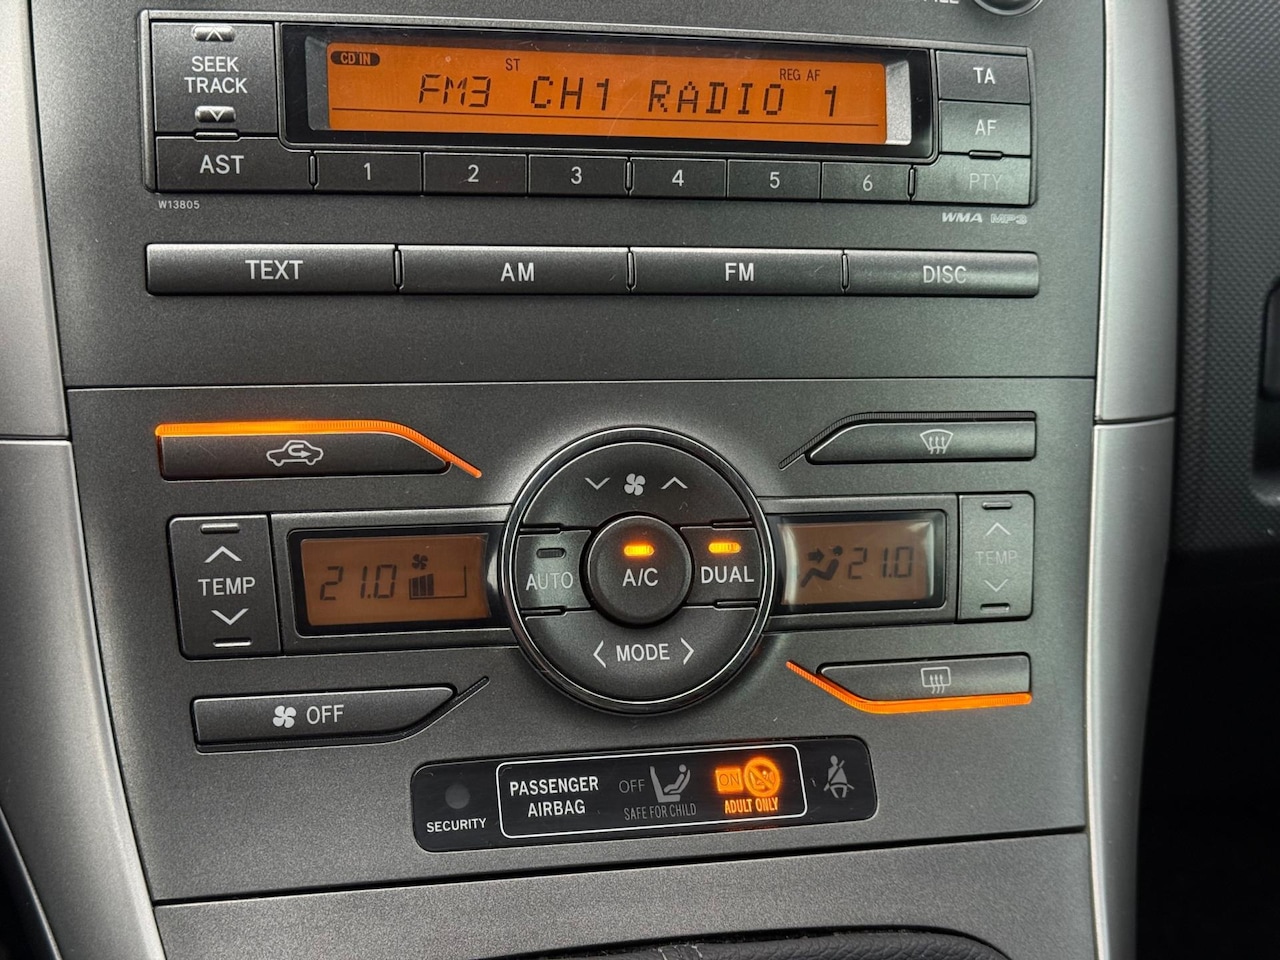 SEEK
TRACK
CD IN
ST
REG AF
FM3 CH1 RADIO 1
TA
AF
PTY
AST
1
2
3
4
5
6
W13805
WMA MP3
TEXT
AM
FM
DISC
TEMP
21.0
AUTO
A/C
DUAL
21.0
TEMP
MODE
OFF
SECURITY
PASSENGER
AIRBAG
OFF
SAFE FOR CHILD
ON
ADULT ONLY